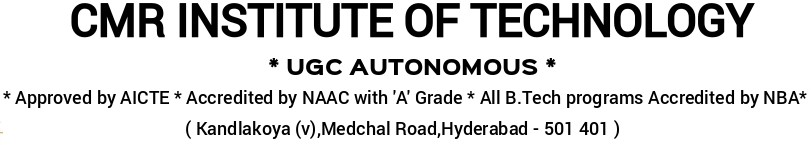 CMR INSTITUTE OF TECHNOLOGY
* UGC AUTONOMOUS *
* Approved by AICTE * Accredited by NAAC with 'A' Grade * All B.Tech programs Accredited by NBA*
( Kandlakoya (v),Medchal Road,Hyderabad - 501 401 )